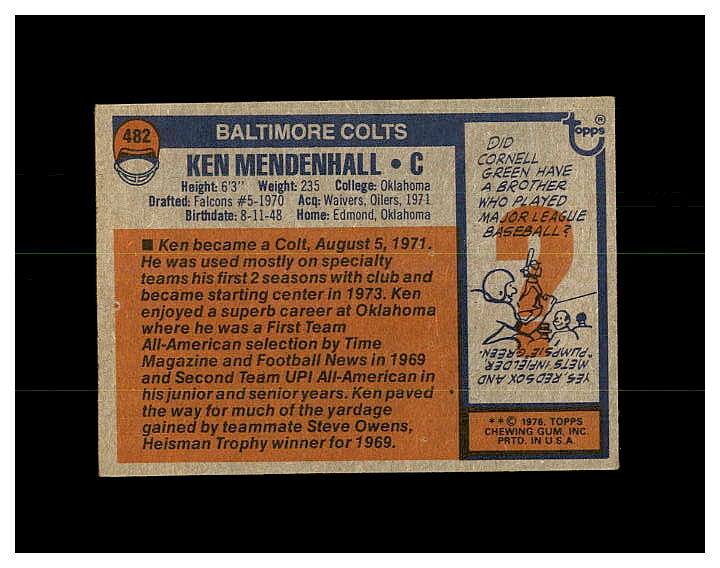 482
BALTIMORE COLTS
KEN MENDENHALL • C
Height: 6'3" Weight: 235 College: Oklahoma
Drafted: Falcons #5-1970 Acq: Waivers, Oilers, 1971
Birthdate: 8-11-48 Home: Edmond, Oklahoma
■ Ken became a Colt, August 5, 1971.
He was used mostly on specialty
teams his first 2 seasons with club and
became starting center in 1973. Ken
enjoyed a superb career at Oklahoma
where he was a First Team
All-American selection by Time
Magazine and Football News in 1969
and Second Team UPI All-American in
his junior and senior years. Ken paved
the way for much of the yardage
gained by teammate Steve Owens,
Heisman Trophy winner for 1969.
topps®
DID
CORNELL
GREEN HAVE
A BROTHER
WHO PLAYED
MAJOR LEAGUE
BASEBALL?
?
YES, RED SOX AND
METS INFIELDER,
"PUMPSIE GREEN."
**© 1976, TOPPS
CHEWING GUM, INC.
PRTD. IN U.S.A.